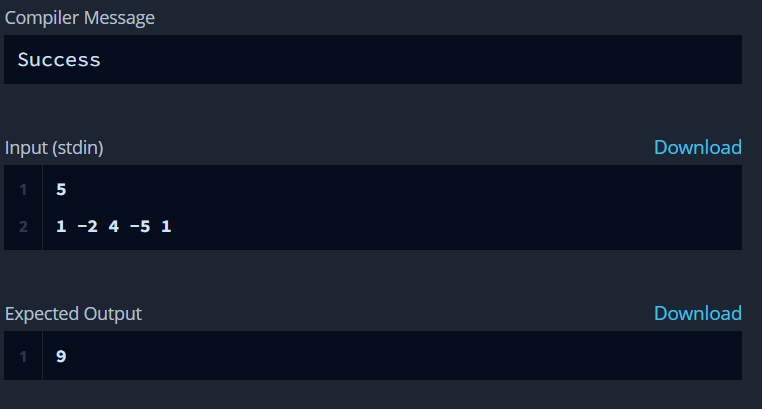 Compiler Message
Success
Input (stdin)
Download
1 5
2 1 -2 4 -5 1
Expected Output
Download
1 9